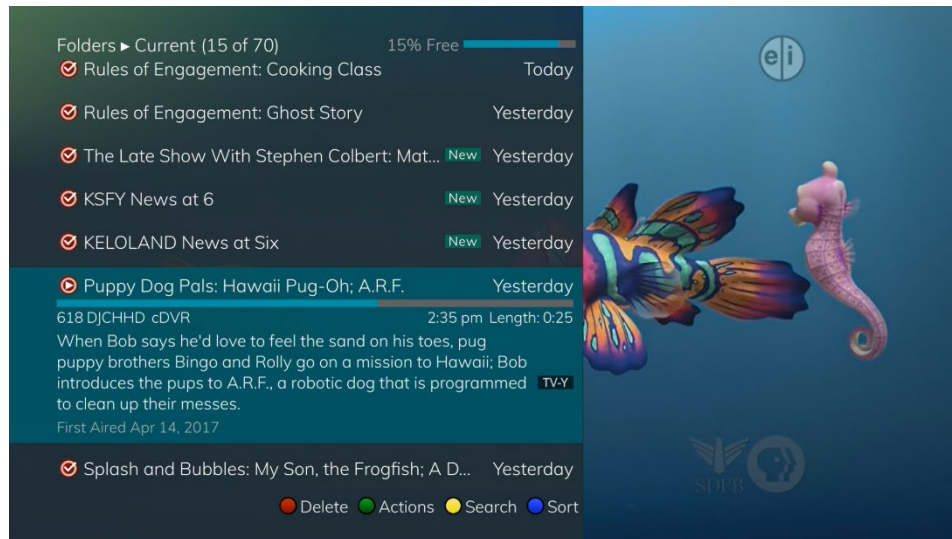 Folders ▸ Current (15 of 70) 15% Free
Rules of Engagement: Cooking Class Today
Rules of Engagement: Ghost Story Yesterday
The Late Show With Stephen Colbert: Mat... New Yesterday
KSFY News at 6 New Yesterday
KELOLAND News at Six New Yesterday
Puppy Dog Pals: Hawaii Pug-Oh; A.R.F. Yesterday
618 DJCHHD cDVR 2:35 pm Length: 0:25
When Bob says he'd love to feel the sand on his toes, pug
puppy brothers Bingo and Rolly go on a mission to Hawaii; Bob
introduces the pups to A.R.F., a robotic dog that is programmed TV-Y
to clean up their messes.
First Aired Apr 14, 2017
Splash and Bubbles: My Son, the Frogfish; A D... Yesterday
Delete Actions Search Sort
e|i
SDPB